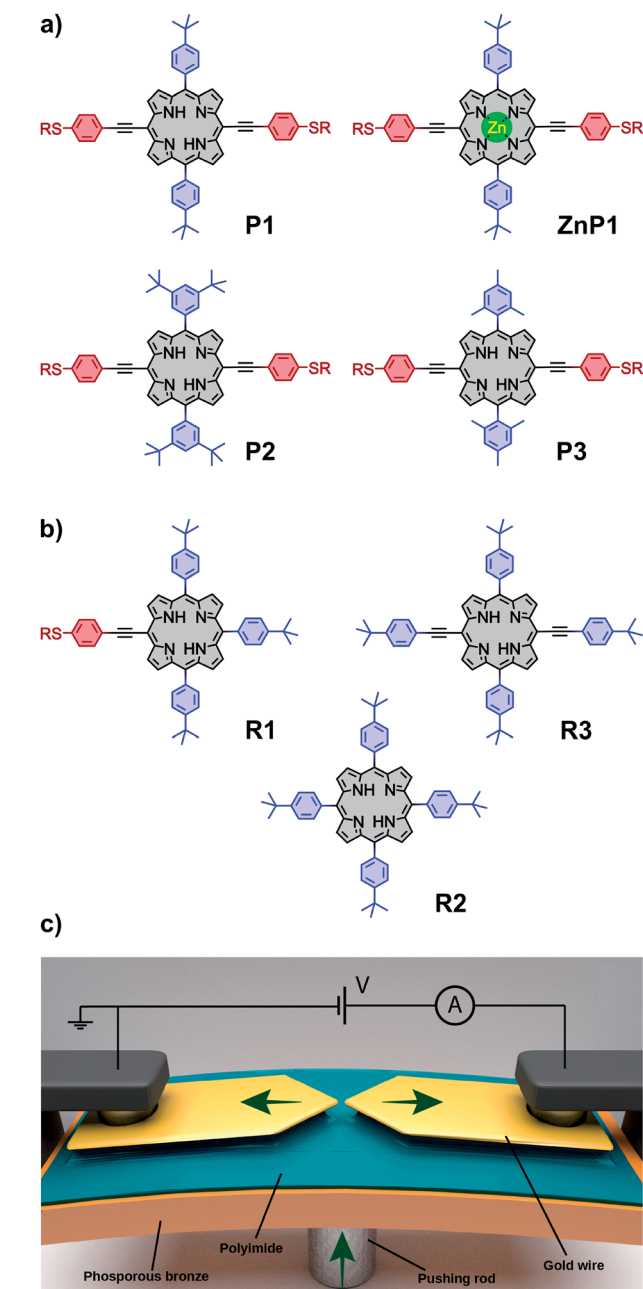 a)
RS
NH
N
N
HN
SR
P1
RS
N
N
Zn
N
N
SR
ZnP1
RS
NH
N
N
HN
SR
P2
RS
NH
N
N
HN
SR
P3
b)
RS
NH
N
N
HN
R1
NH
N
N
HN
R3
NH
N
N
HN
R2
c)
V
A
Polyimide
Gold wire
Phosporous bronze
Pushing rod